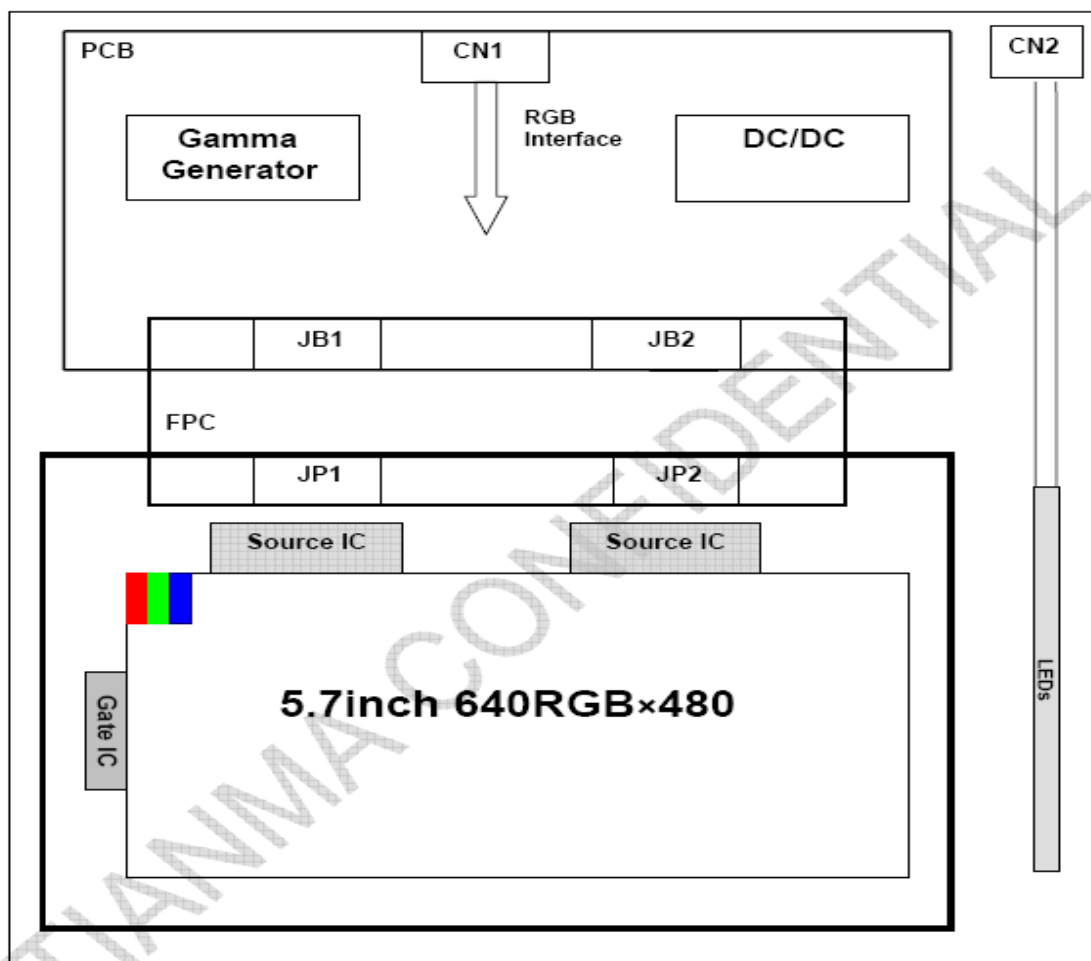 PCB
CN1
CN2
RGB
Interface
Gamma
Generator
DC/DC
JB1
JB2
FPC
JP1
JP2
Source IC
Source IC
Gate IC
5.7inch 640RGB×480
LEDs
TIANMA CONFIDENTIAL